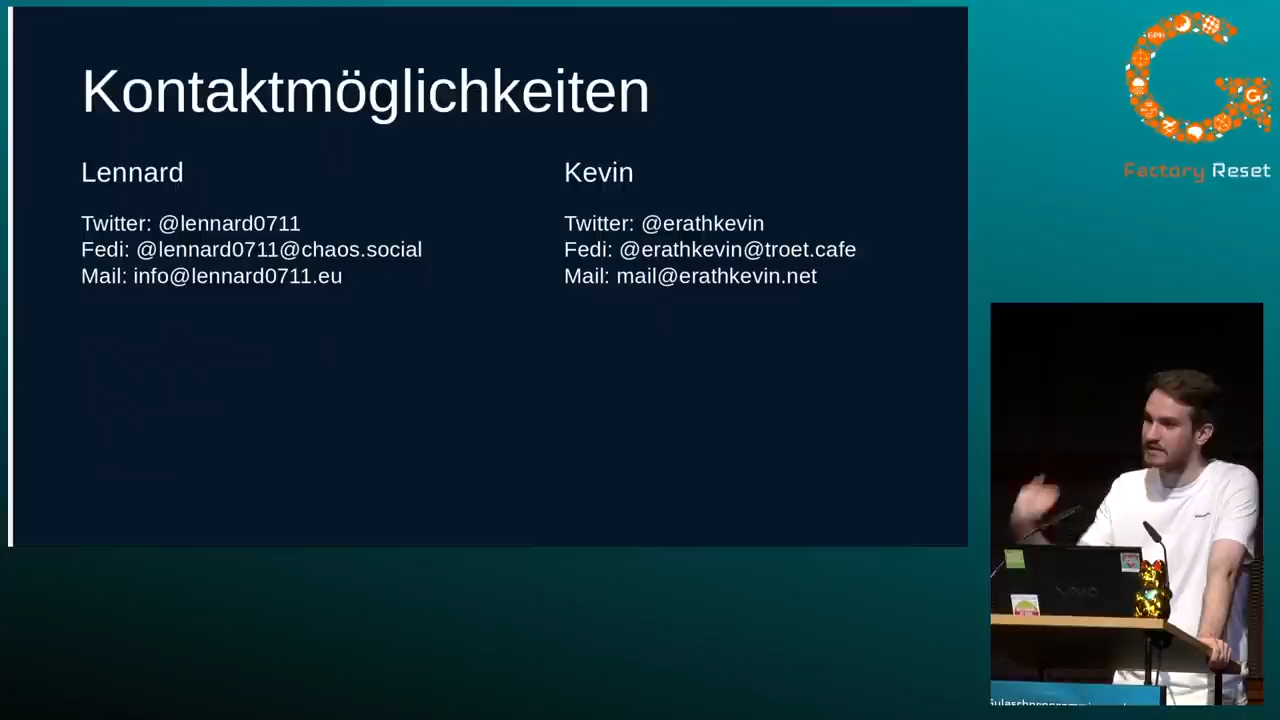 Kontaktmöglichkeiten
Lennard
Twitter: @lennard0711
Fedi: @lennard0711@chaos.social
Mail: info@lennard0711.eu
Kevin
Twitter: @erathkevin
Fedi: @erathkevin@troet.cafe
Mail: mail@erathkevin.net
Factory Reset
VAIO